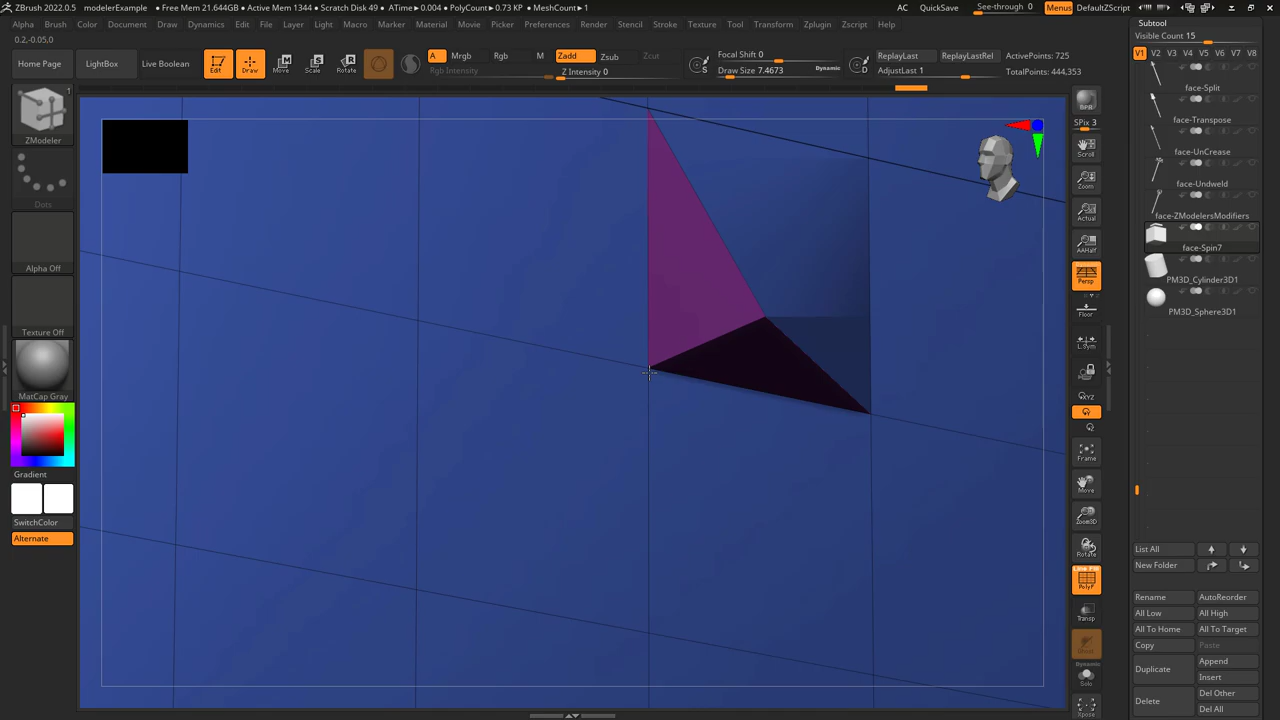 ZBrush 2022.0.5 modelerExample • Free Mem 21.644GB • Active Mem 1344 • Scratch Disk 49 • ATime►0.004 • PolyCount►0.73 KP • MeshCount►1 AC QuickSave See-through 0 Menus DefaultZScript
Alpha Brush Color Document Draw Dynamics Edit File Layer Light Macro Marker Material Movie Picker Preferences Render Stencil Stroke Texture Tool Transform Zplugin Zscript Help
0.2,-0.05,0
Home Page
LightBox
Live Boolean
Edit
Draw
Move
Scale
Rotate
A
Mrgb
Rgb
M
Rgb Intensity
Zadd
Zsub
Zcut
Z Intensity 0
S
Focal Shift 0
Draw Size 7.4673
Dynamic
D
ReplayLast
ReplayLastRel
AdjustLast 1
ActivePoints: 725
TotalPoints: 444,353
1
ZModeler
Dots
Alpha Off
Texture Off
MatCap Gray
Gradient
SwitchColor
Alternate
BPR
SPix 3
Scroll
Zoom
Actual
AAHalf
Persp
Floor
L.Sym
XYZ
Y
Frame
Move
Zoom3D
Rotate
Line Fill
PolyF
Transp
Ghost
Dynamic
Solo
Xpose
Subtool
Visible Count 15
V1 V2 V3 V4 V5 V6 V7 V8
face-Split
face-Transpose
face-UnCrease
face-Undweld
face-ZModelersModifiers
face-Spin7
PM3D_Cylinder3D1
PM3D_Sphere3D1
List All
New Folder
Rename AutoReorder
All Low All High
All To Home All To Target
Copy Paste
Duplicate
Append
Insert
Delete
Del Other
Del All